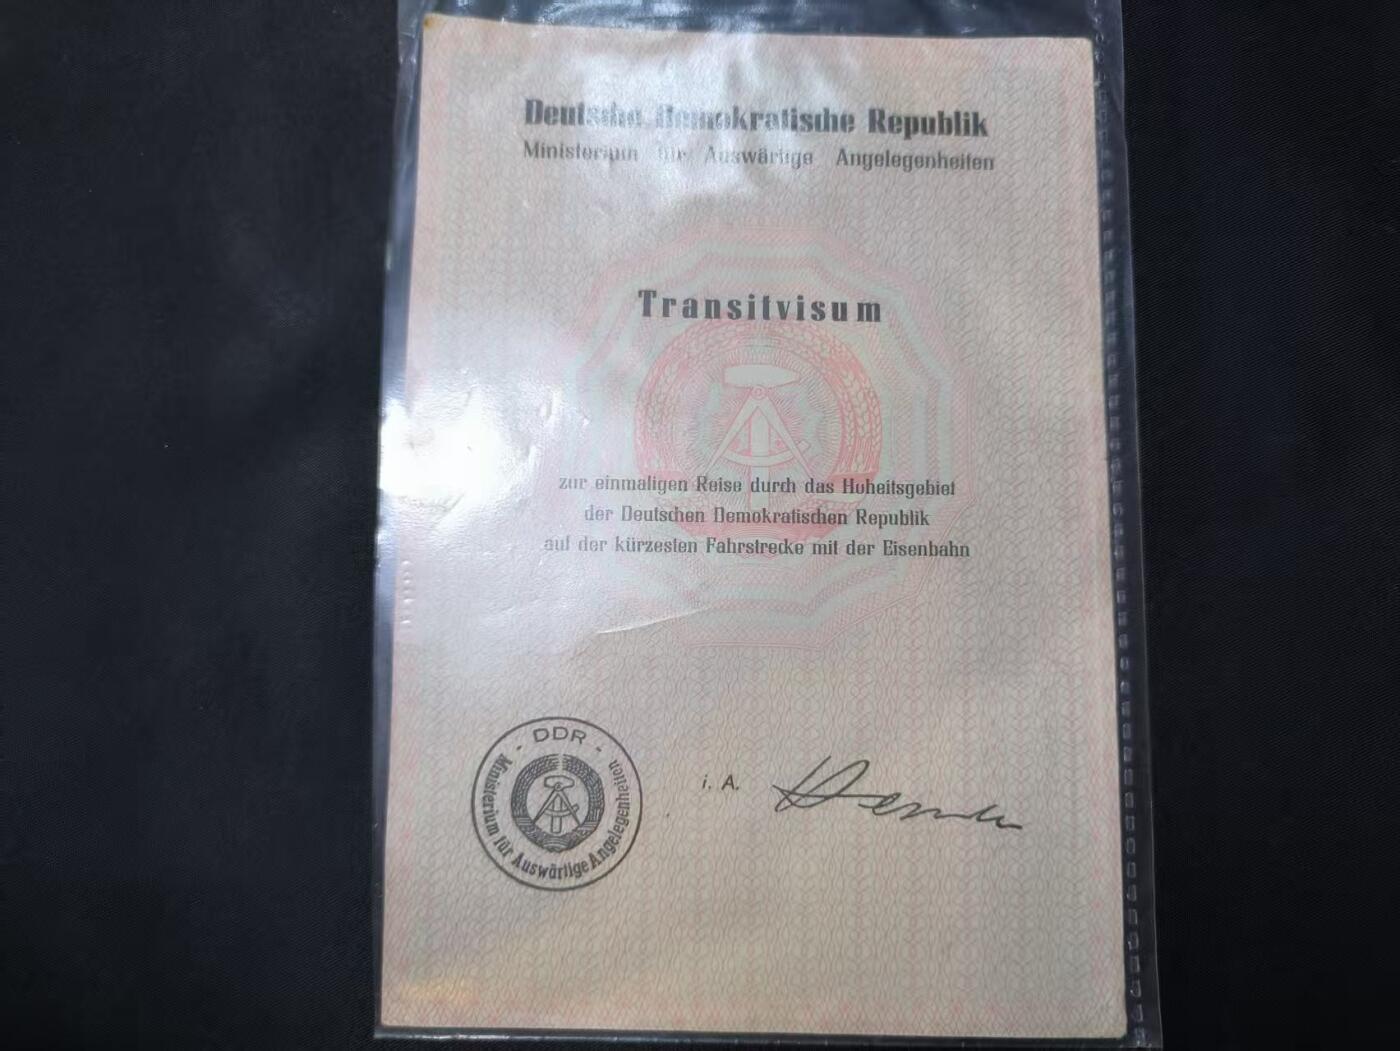 Deutsche Demokratische Republik
Ministerium für Auswärtige Angelegenheiten
Transitvisum
zur einmaligen Reise durch das Hoheitsgebiet
der Deutschen Demokratischen Republik
auf der kürzesten Fahrstrecke mit der Eisenbahn
- DDR -
Ministerium für Auswärtige Angelegenheiten
i. A.